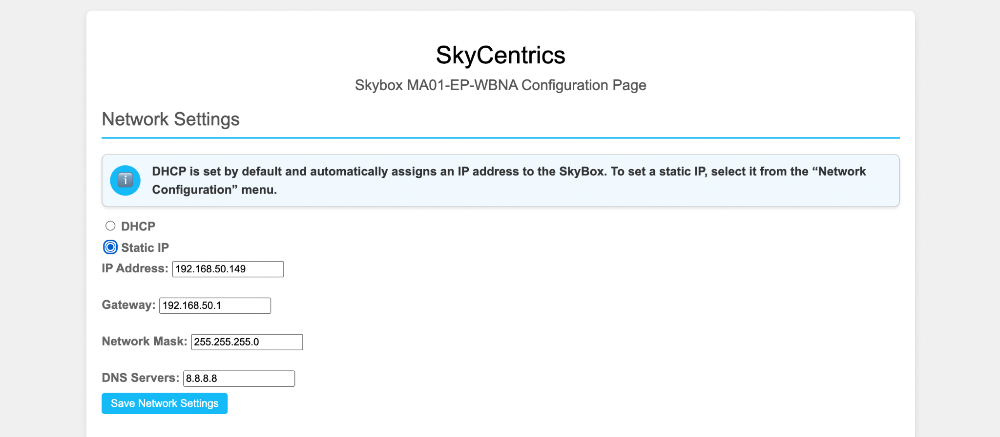 SkyCentrics
Skybox MA01-EP-WBNA Configuration Page
Network Settings
DHCP is set by default and automatically assigns an IP address to the SkyBox. To set a static IP, select it from the “Network
Configuration” menu.
DHCP
Static IP
IP Address: 192.168.50.149
Gateway: 192.168.50.1
Network Mask: 255.255.255.0
DNS Servers: 8.8.8.8
Save Network Settings